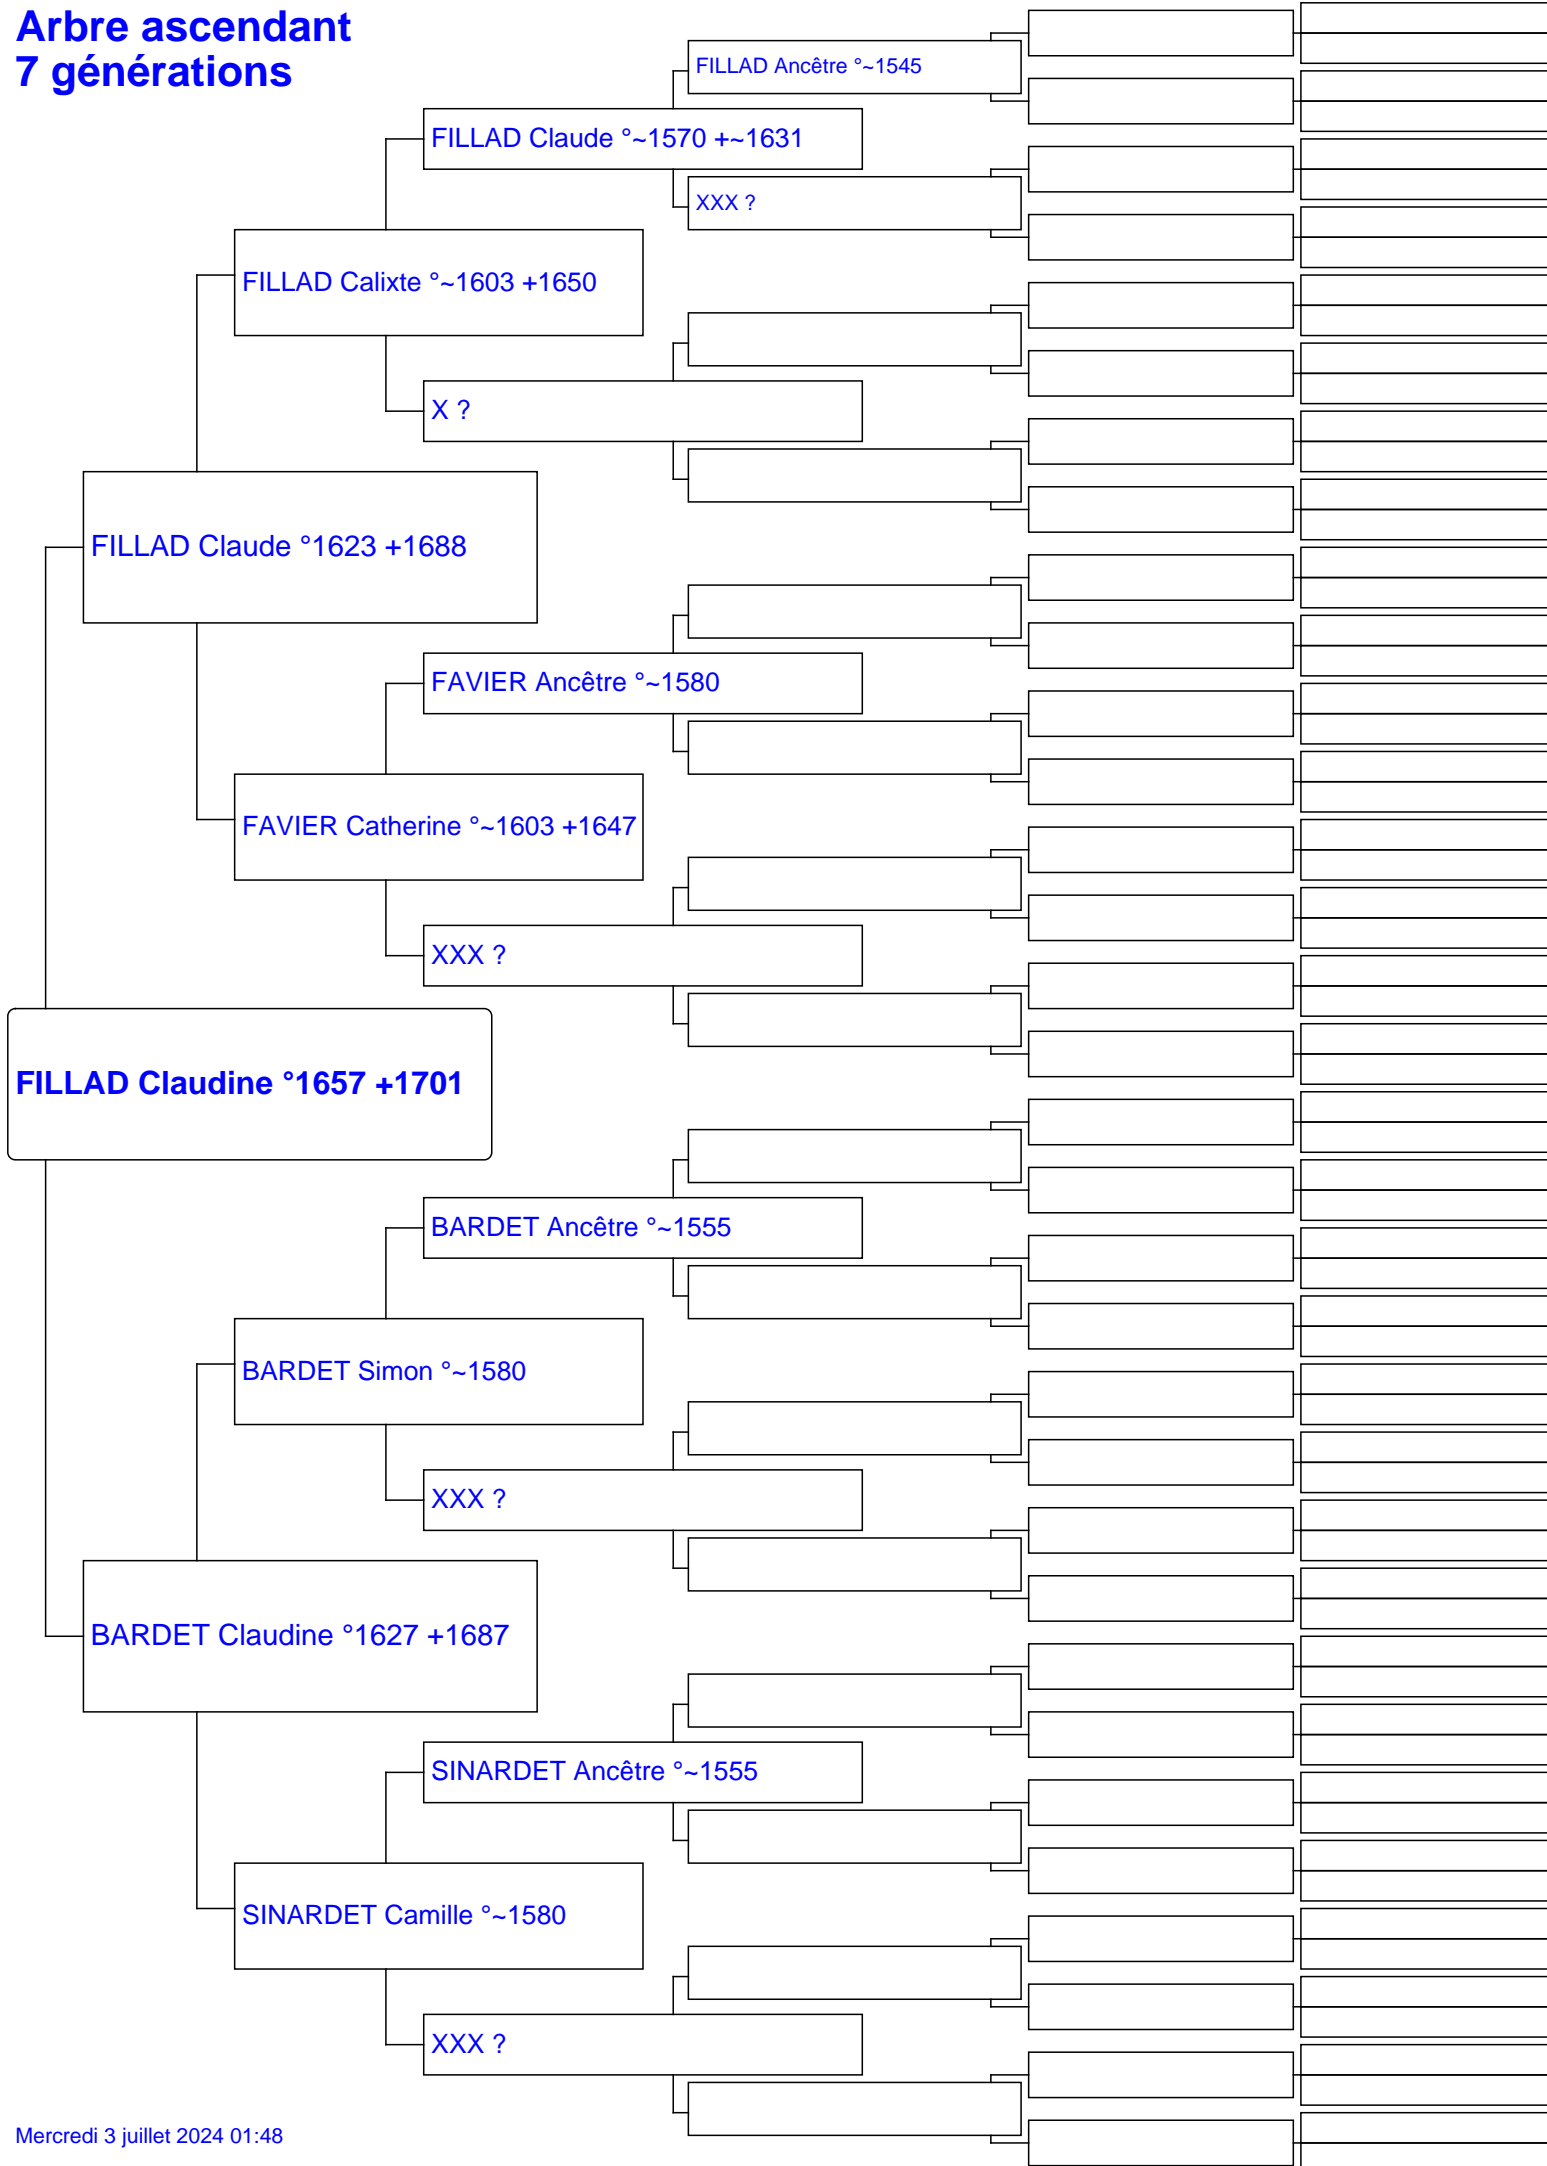 Arbre ascendant
7 générations
FILLAD Ancêtre °~1545
FILLAD Claude °~1570 +~1631
XXX ?
FILLAD Calixte °~1603 +1650
X ?
FILLAD Claude °1623 +1688
FAVIER Ancêtre °~1580
FAVIER Catherine °~1603 +1647
XXX ?
FILLAD Claudine °1657 +1701
BARDET Ancêtre °~1555
BARDET Simon °~1580
XXX ?
BARDET Claudine °1627 +1687
SINARDET Ancêtre °~1555
SINARDET Camille °~1580
XXX ?
Mercredi 3 juillet 2024 01:48